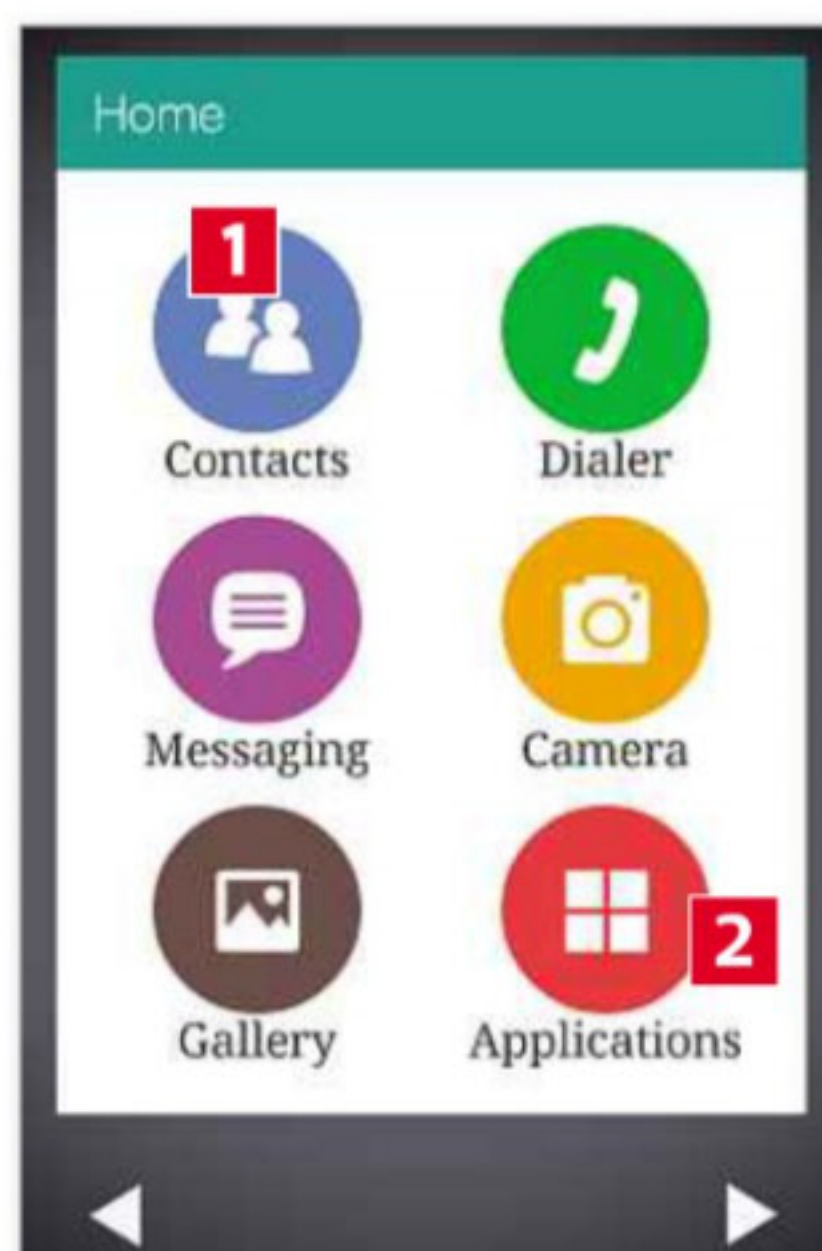 Home
1
Contacts Dialer
Messaging Camera
2
Gallery Applications